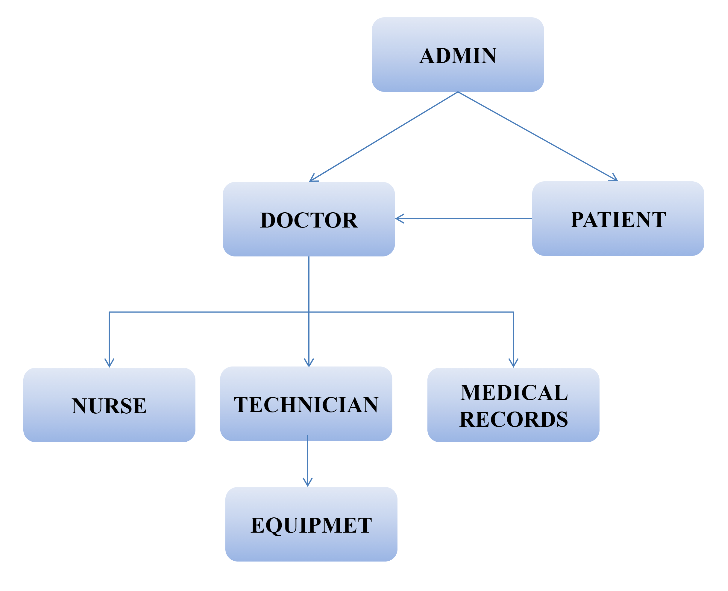 ADMIN
DOCTOR
PATIENT
NURSE
TECHNICIAN
MEDICAL
RECORDS
EQUIPMET